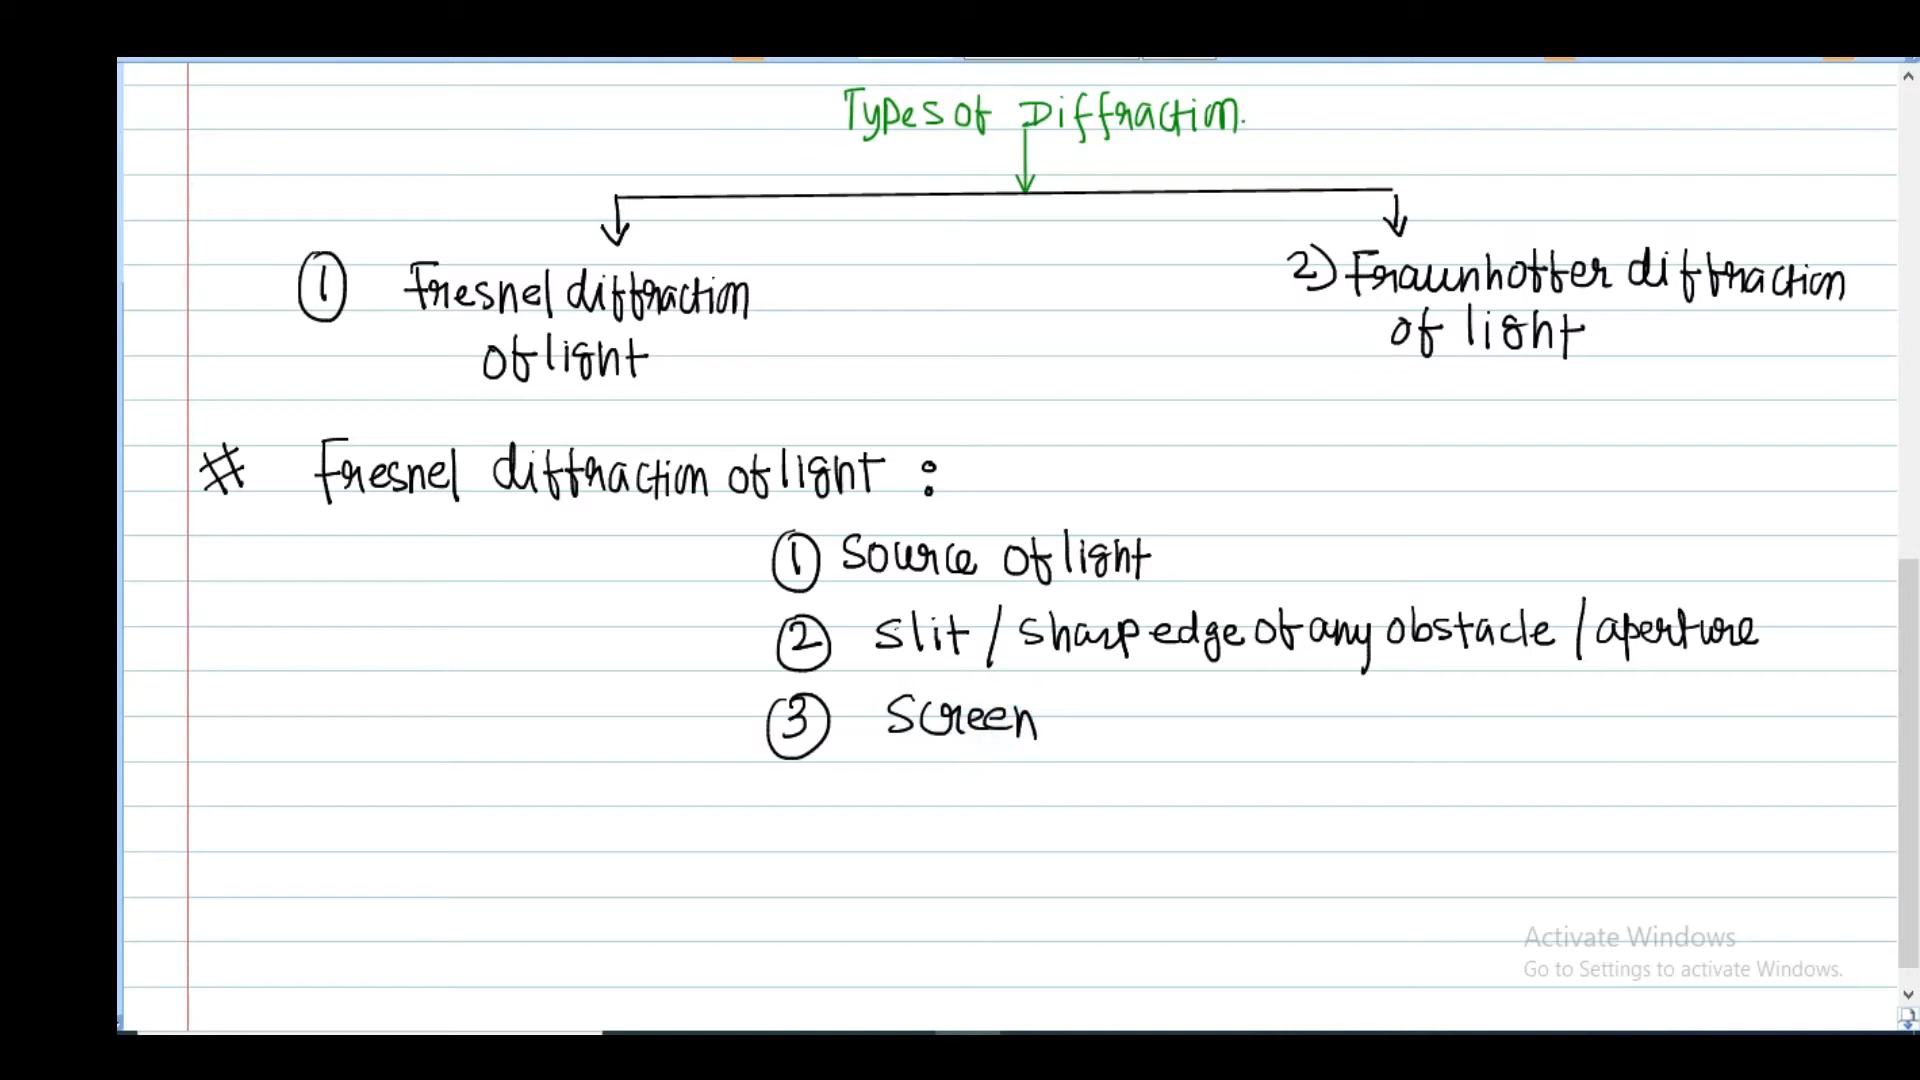 Types of Diffraction.
① Fresnel diffraction
of light
2) Fraunhoffer diffraction
of light
# Fresnel diffraction of light :
① Source of light
② Slit / sharp edge of any obstacle / aperture
③ Screen
Activate Windows
Go to Settings to activate Windows.